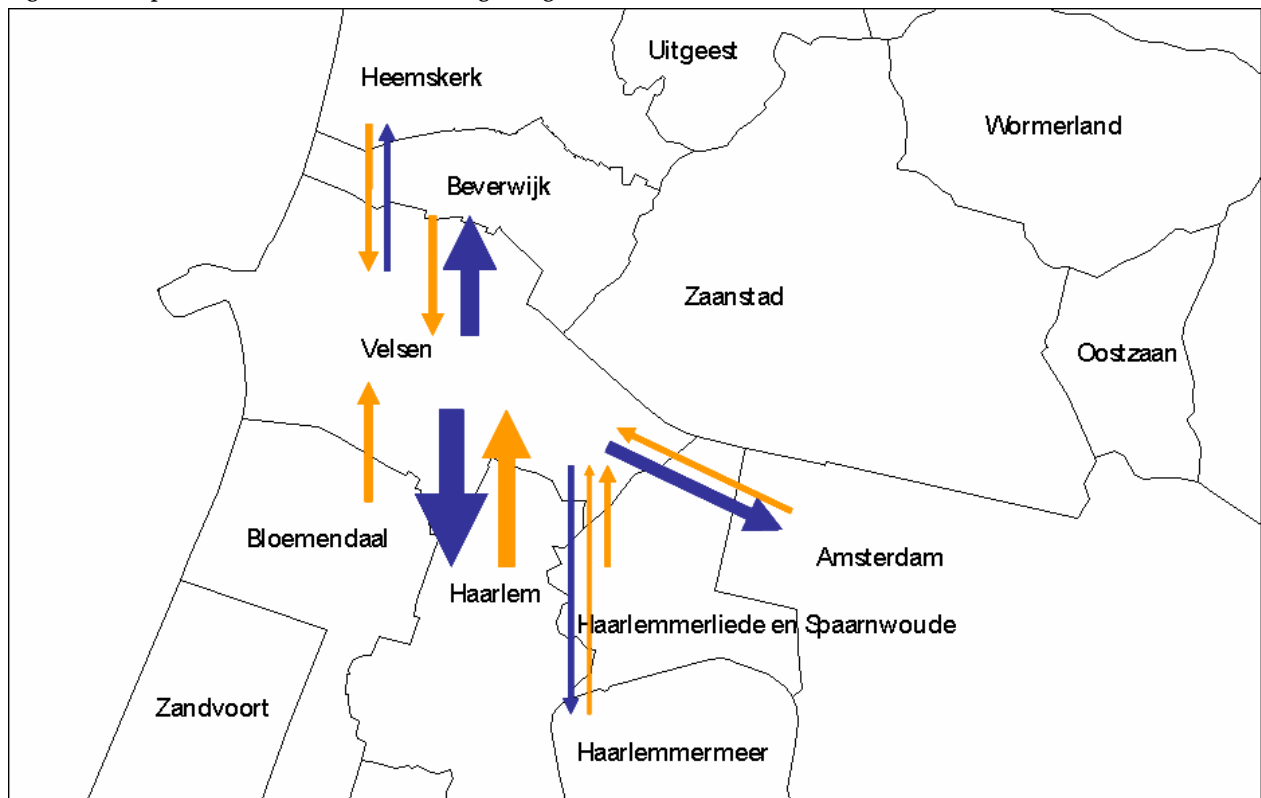 Uitgeest
Heemskerk
Wormerland
Beverwijk
Zaanstad
Velsen
Oostzaan
Bloemendaal
Amsterdam
Haarlem
Haarlemmerliede en Spaarnwoude
Zandvoort
Haarlemmermeer